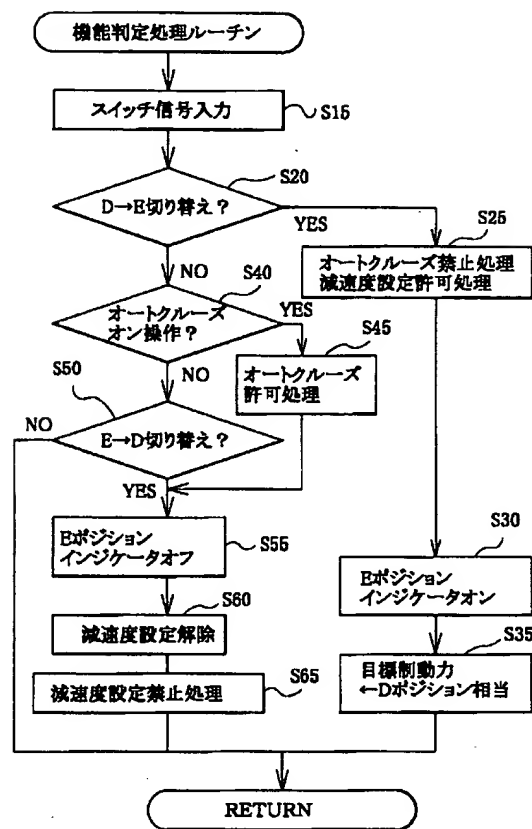 機能判定処理ルーチン
スイッチ信号入力
S15
S20
D→E切り替え?
YES
NO
S25
オートクルーズ禁止処理
減速度設定許可処理
S40
オートクルーズ
オン操作?
YES
NO
S45
オートクルーズ
許可処理
S50
NO
E→D切り替え?
YES
Eポジション
インジケータオフ
S55
S30
Eポジション
インジケータオン
S60
減速度設定解除
S35
目標制動力
←Dポジション相当
S65
減速度設定禁止処理
RETURN